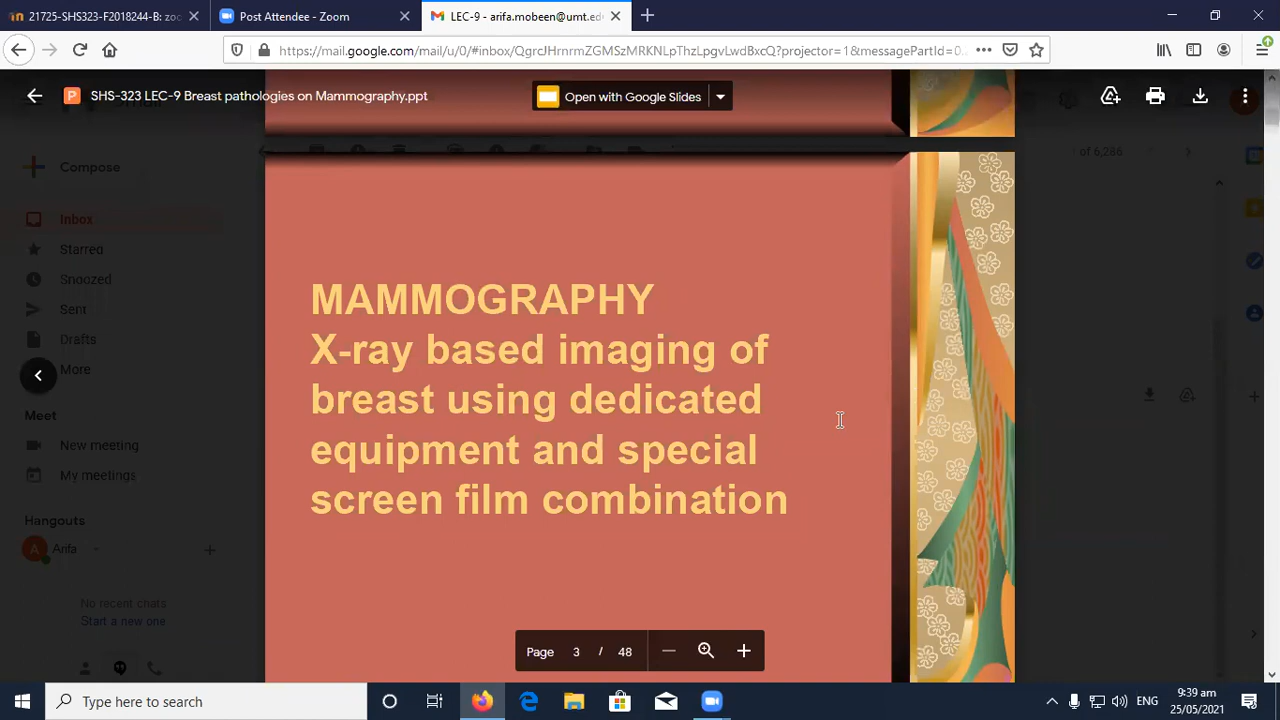 21725-SHS323-F2018244-B: zoo
Post Attendee - Zoom
LEC-9 - arifa.mobeen@umt.ed
https://mail.google.com/mail/u/0/#inbox/QgrcJHrnrmZGMSzMRKNLpThzLpgvLwdBxcQ?projector=1&messagePartId=0.
SHS-323 LEC-9 Breast pathologies on Mammography.ppt
Open with Google Slides
Compose
of 6,286
Inbox
Starred
Snoozed
Sent
Drafts
More
Meet
New meeting
My meetings
Hangouts
Arifa
No recent chats
Start a new one
MAMMOGRAPHY
X-ray based imaging of
breast using dedicated
equipment and special
screen film combination
Page 3 / 48
Type here to search
ENG
9:39 am
25/05/2021